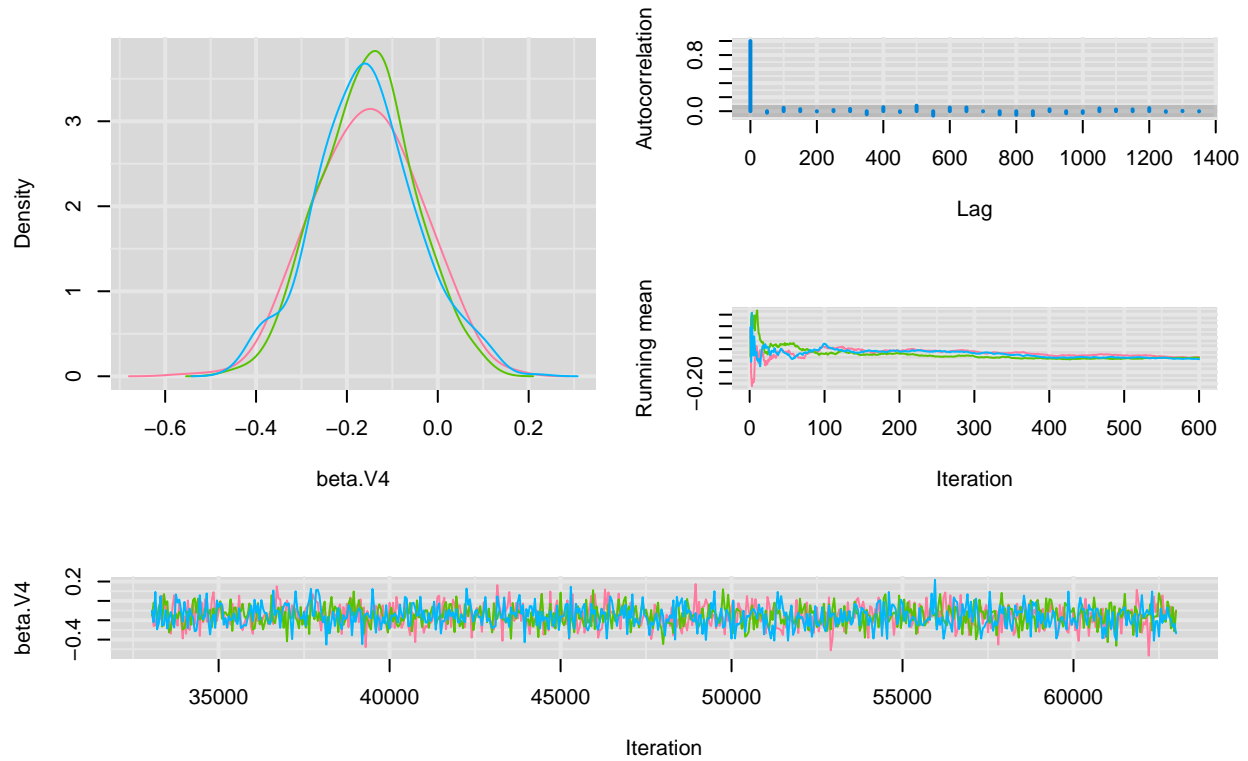 Density
3
2
1
0
−0.6 −0.4 −0.2 0.0 0.2
beta.V4
Autocorrelation
0.8
0.0
0 200 400 600 800 1000 1200 1400
Lag
Running mean
−0.20
0 100 200 300 400 500 600
Iteration
beta.V4
0.2
−0.4
35000 40000 45000 50000 55000 60000
Iteration